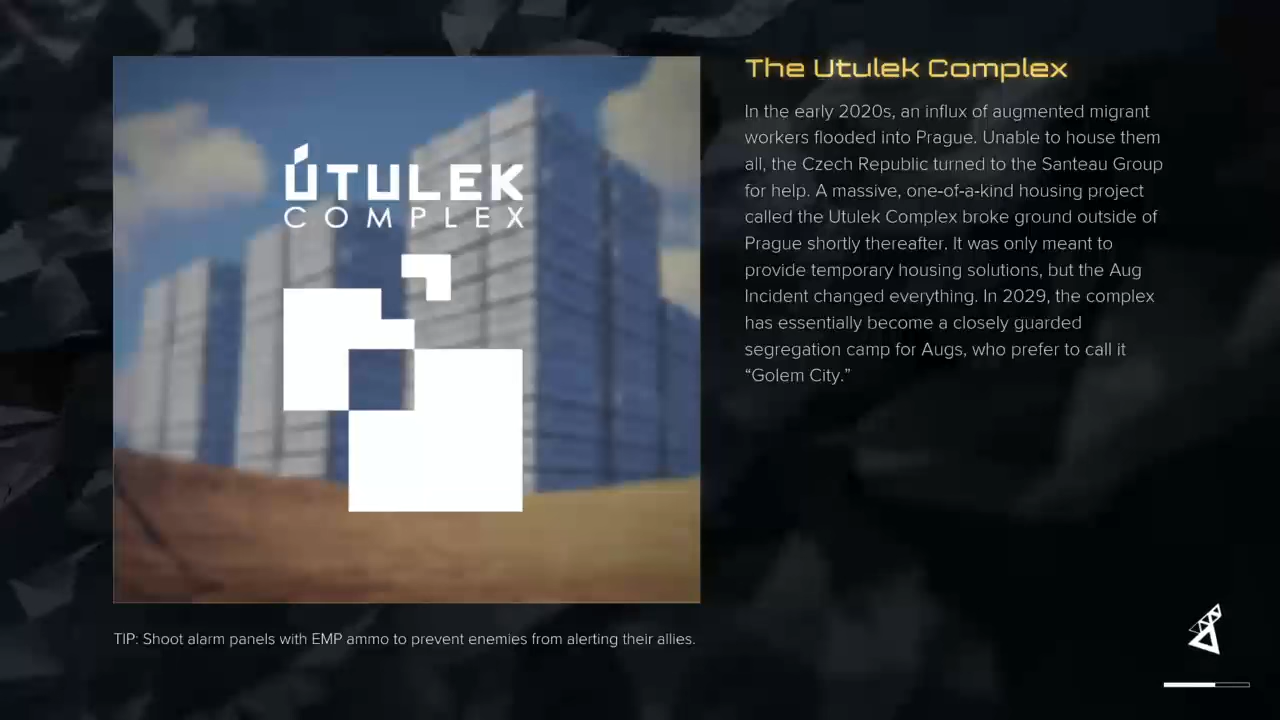 ÚTULEK
COMPLEX
The Utulek Complex
In the early 2020s, an influx of augmented migrant
workers flooded into Prague. Unable to house them
all, the Czech Republic turned to the Santeau Group
for help. A massive, one-of-a-kind housing project
called the Utulek Complex broke ground outside of
Prague shortly thereafter. It was only meant to
provide temporary housing solutions, but the Aug
Incident changed everything. In 2029, the complex
has essentially become a closely guarded
segregation camp for Augs, who prefer to call it
“Golem City.”
TIP: Shoot alarm panels with EMP ammo to prevent enemies from alerting their allies.